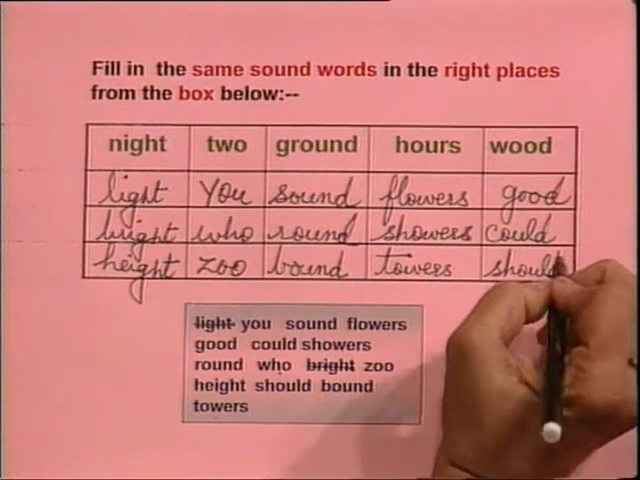 Fill in the same sound words in the right places
from the box below:--
night two ground hours wood
light you sound flowers good
bright who round showers could
height zoo bound towers should
light you sound flowers
good could showers
round who bright zoo
height should bound
towers